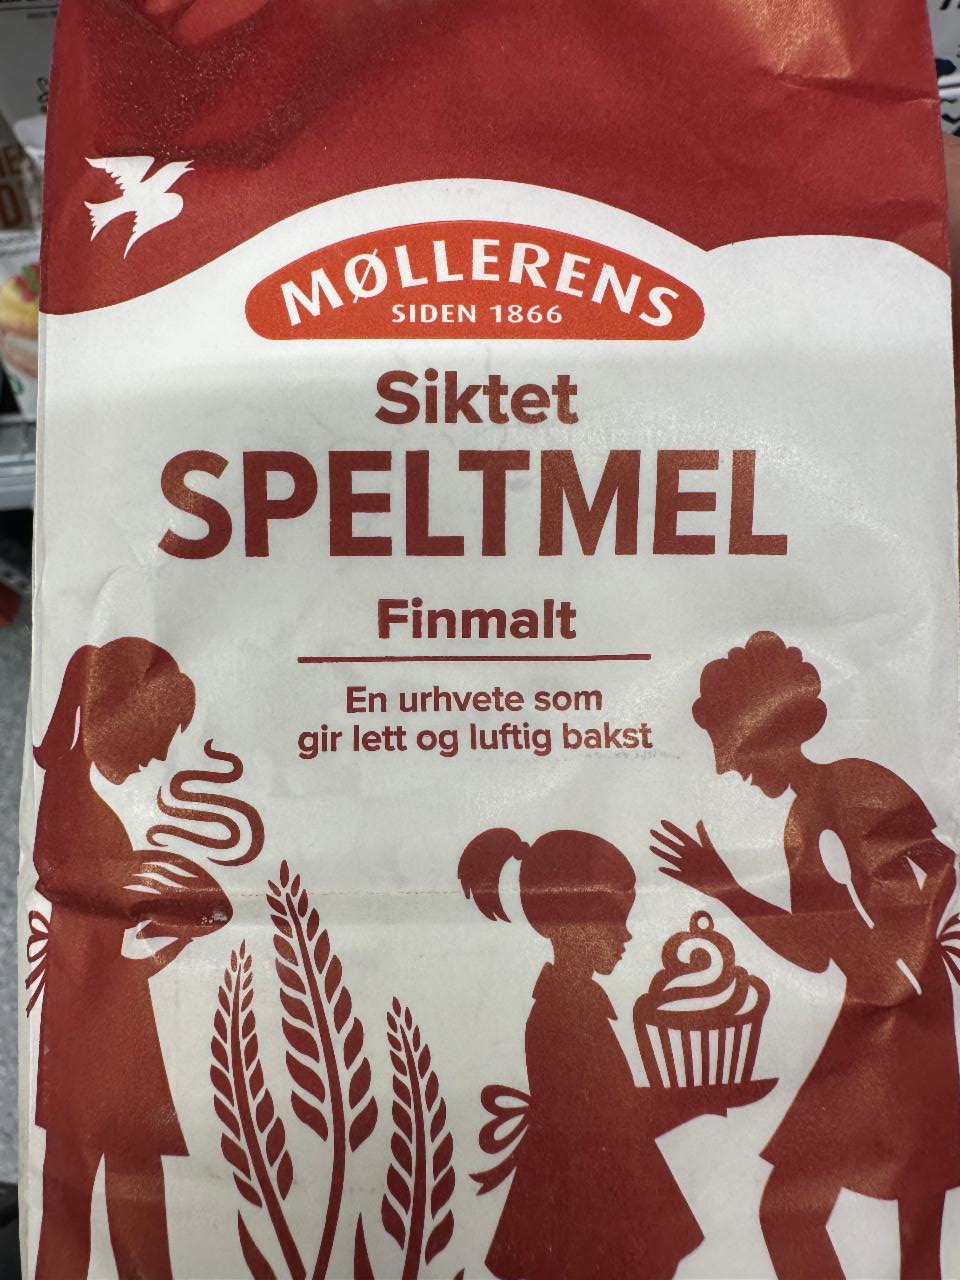 MØLLERENS
SIDEN 1866
Siktet
SPELTMEL
Finmalt
En urhvete som
gir lett og luftig bakst